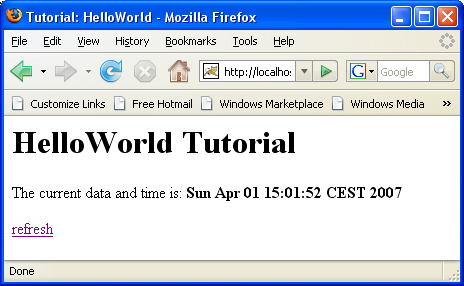 Tutorial: HelloWorld - Mozilla Firefox
File Edit View History Bookmarks Tools Help
http://localho: G Google
Customize Links Free Hotmail Windows Marketplace Windows Media »
HelloWorld Tutorial
The current data and time is: Sun Apr 01 15:01:52 CEST 2007
refresh
Done